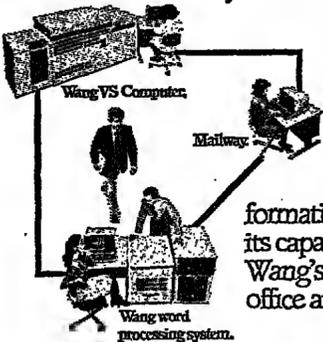 Wang VS Computer.
Mailway.
formati
its capa
Wang's
office a
Wang word
processing system.